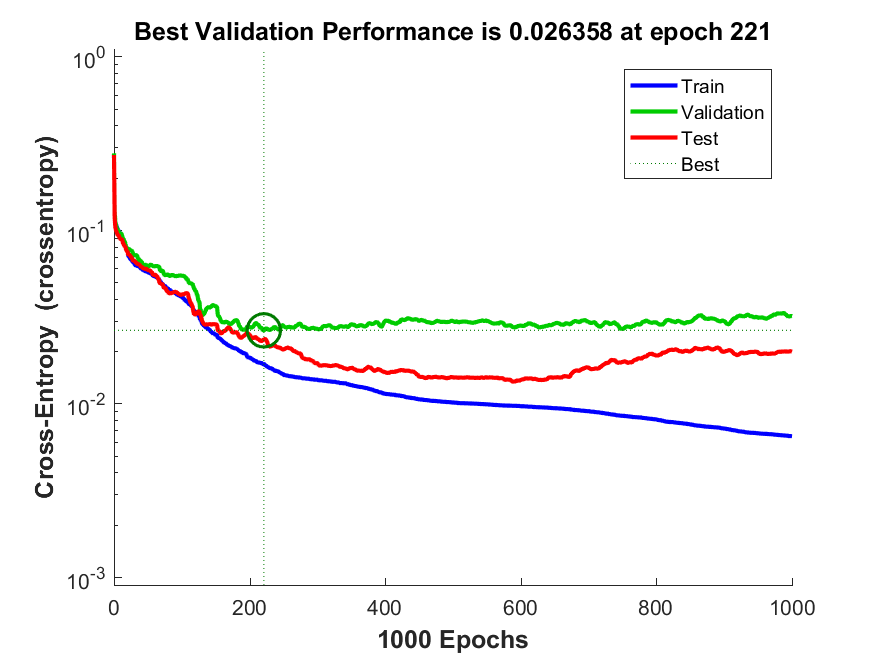 Best Validation Performance is 0.026358 at epoch 221
Train
Validation
Test
Best
Cross-Entropy (crossentropy)
10^0
10^-1
10^-2
10^-3
0 200 400 600 800 1000
1000 Epochs